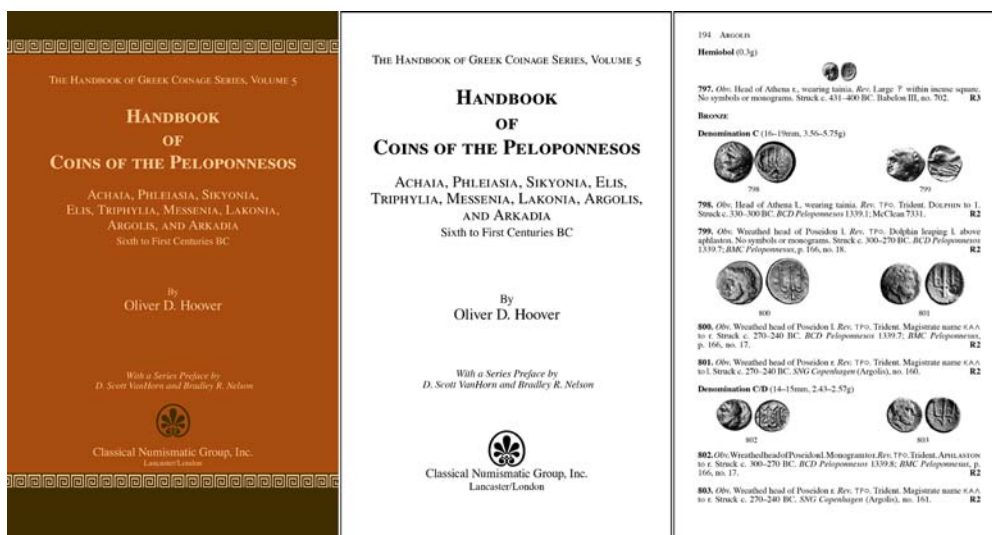 THE HANDBOOK OF GREEK COINAGE SERIES, VOLUME 5
HANDBOOK
OF
COINS OF THE PELOPONNESOS
ACHAIA, PHLEIASIA, SIKYONIA,
ELIS, TRIPHYLIA, MESSENIA, LAKONIA,
ARGOLIS, AND ARKADIA
Sixth to First Centuries BC
By
Oliver D. Hoover
With a Series Preface by
D. Scott VanHorn and Bradley R. Nelson
Classical Numismatic Group, Inc.
Lancaster/London
THE HANDBOOK OF GREEK COINAGE SERIES, VOLUME 5
HANDBOOK
OF
COINS OF THE PELOPONNESOS
ACHAIA, PHLEIASIA, SIKYONIA, ELIS,
TRIPHYLIA, MESSENIA, LAKONIA, ARGOLIS,
AND ARKADIA
Sixth to First Centuries BC
By
Oliver D. Hoover
With a Series Preface by
D. Scott VanHorn and Bradley R. Nelson
Classical Numismatic Group, Inc.
Lancaster/London
194 ARGOLIS
Hemiobol (0.3g)
797. Obv. Head of Athena r., wearing tainia. Rev. Large within incuse square.
No symbols or monograms. Struck c. 431–400 BC. Babelon III, no. 702. R3
BRONZE
Denomination C (16–19mm, 3.56–5.75g)
798 799
798. Obv. Head of Athena l., wearing tainia. Rev. ΤΡΟ. Trident. DOLPHIN to l.
Struck c. 330–300 BC. BCD Peloponnesos 1339.1; McClean 7331. R2
799. Obv. Wreathed head of Poseidon l. Rev. ΤΡΟ. Dolphin leaping l. above
aphlaston. No symbols or monograms. Struck c. 300–270 BC. BCD Peloponnesos
1339.7; BMC Peloponnesus, p. 166, no. 18. R2
800 801
800. Obv. Wreathed head of Poseidon l. Rev. ΤΡΟ. Trident. Magistrate name ΚΑΛ
to r. Struck c. 270–240 BC. BCD Peloponnesos 1339.7; BMC Peloponnesus,
p. 166, no. 17. R2
801. Obv. Wreathed head of Poseidon r. Rev. ΤΡΟ. Trident. Magistrate name ΚΑΛ
to l. Struck c. 270–240 BC. SNG Copenhagen (Argolis), no. 160. R2
Denomination C/D (14–15mm, 2.43–2.57g)
802 803
802. Obv. Wreathed head of Poseidon l. Monogram to r. Rev. ΤΡΟ. Trident. APHLASTON
to r. Struck c. 300–270 BC. BCD Peloponnesos 1339.8; BMC Peloponnesus, p.
166, no. 17. R2
803. Obv. Wreathed head of Poseidon r. Rev. ΤΡΟ. Trident. Magistrate name ΚΑΛ
to r. Struck c. 270–240 BC. SNG Copenhagen (Argolis), no. 161. R2